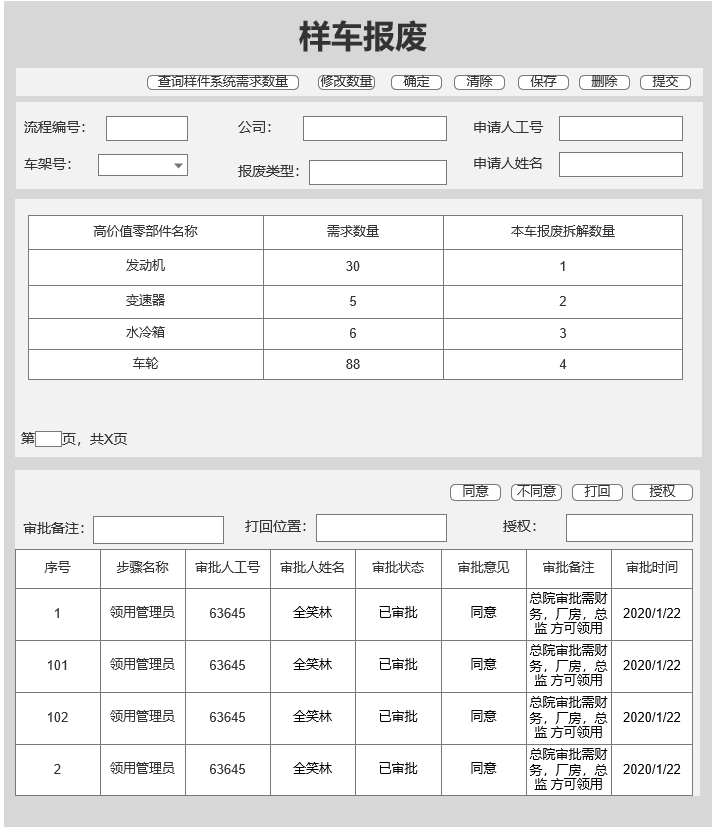 样车报废
查询样件系统需求数量 修改数量 确定 清除 保存 删除 提交
流程编号： 公司： 申请人工号
车架号： 报废类型： 申请人姓名
高价值零部件名称 需求数量 本车报废拆解数量
发动机 30 1
变速器 5 2
水冷箱 6 3
车轮 88 4
第 页，共X页
同意 不同意 打回 授权
审批备注： 打回位置： 授权：
序号 步骤名称 审批人工号 审批人姓名 审批状态 审批意见 审批备注 审批时间
1 领用管理员 63645 全笑林 已审批 同意 总院审批需财务，厂房，总监 方可领用 2020/1/22
101 领用管理员 63645 全笑林 已审批 同意 总院审批需财务，厂房，总监 方可领用 2020/1/22
102 领用管理员 63645 全笑林 已审批 同意 总院审批需财务，厂房，总监 方可领用 2020/1/22
2 领用管理员 63645 全笑林 已审批 同意 总院审批需财务，厂房，总监 方可领用 2020/1/22